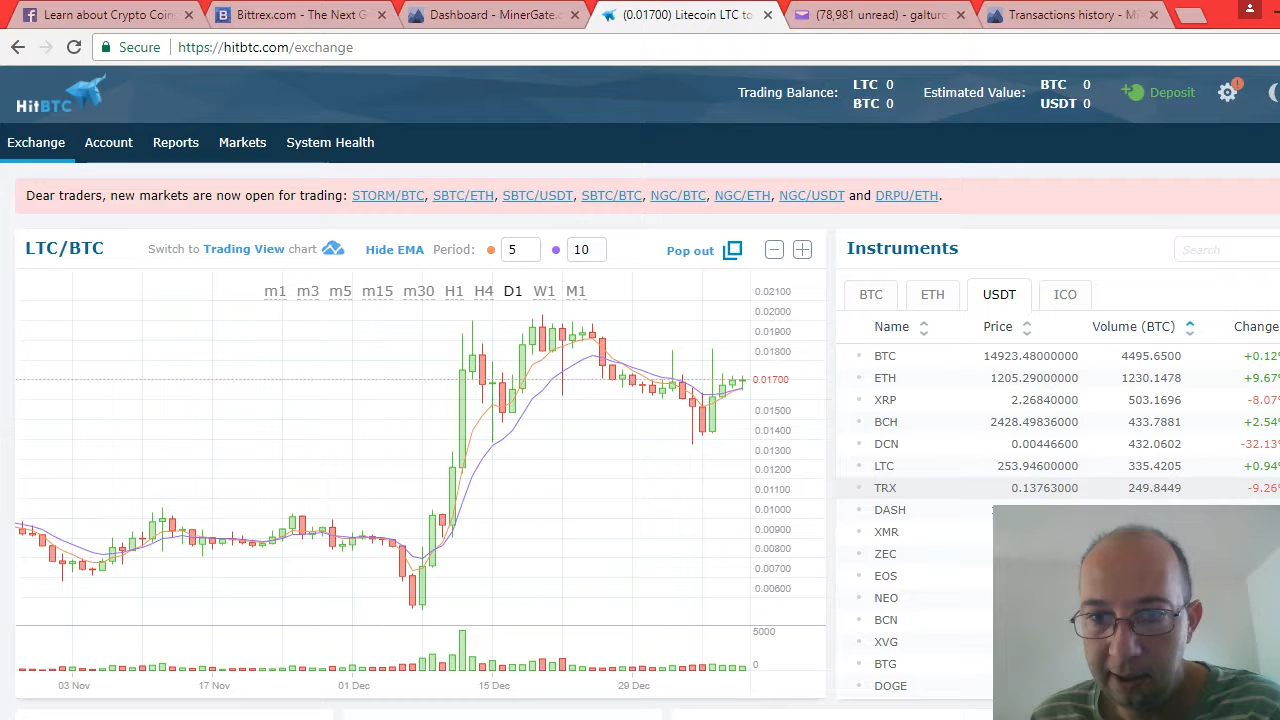 Learn about Crypto Coin
Bittrex.com - The Next G
Dashboard - MinerGate.c
(0.01700) Litecoin LTC to
(78,981 unread) - galturo
Transactions history - Mi
Secure
https://hitbtc.com/exchange
HitBTC
Trading Balance:
LTC 0
BTC 0
Estimated Value:
BTC 0
USDT 0
Deposit
Exchange
Account
Reports
Markets
System Health
Dear traders, new markets are now open for trading: STORM/BTC, SBTC/ETH, SBTC/USDT, SBTC/BTC, NGC/BTC, NGC/ETH, NGC/USDT and DRPU/ETH.
LTC/BTC
Switch to Trading View chart
Hide EMA
Period:
5
10
Pop out
m1 m3 m5 m15 m30 H1 H4 D1 W1 M1
0.02100
0.02000
0.01900
0.01800
0.01700
0.01500
0.01400
0.01300
0.01200
0.01100
0.01000
0.00900
0.00800
0.00700
0.00600
5000
0
03 Nov
17 Nov
01 Dec
15 Dec
29 Dec
Instruments
Search
BTC
ETH
USDT
ICO
Name Price Volume (BTC) Change
BTC 14923.48000000 4495.6500 +0.12
ETH 1205.29000000 1230.1478 +9.67
XRP 2.26840000 503.1696 -8.07
BCH 2428.49836000 433.7881 +2.54
DCN 0.00446600 432.0602 -32.13
LTC 253.94600000 335.4205 +0.94
TRX 0.13763000 249.8449 -9.26
DASH
XMR
ZEC
EOS
NEO
BCN
XVG
BTG
DOGE